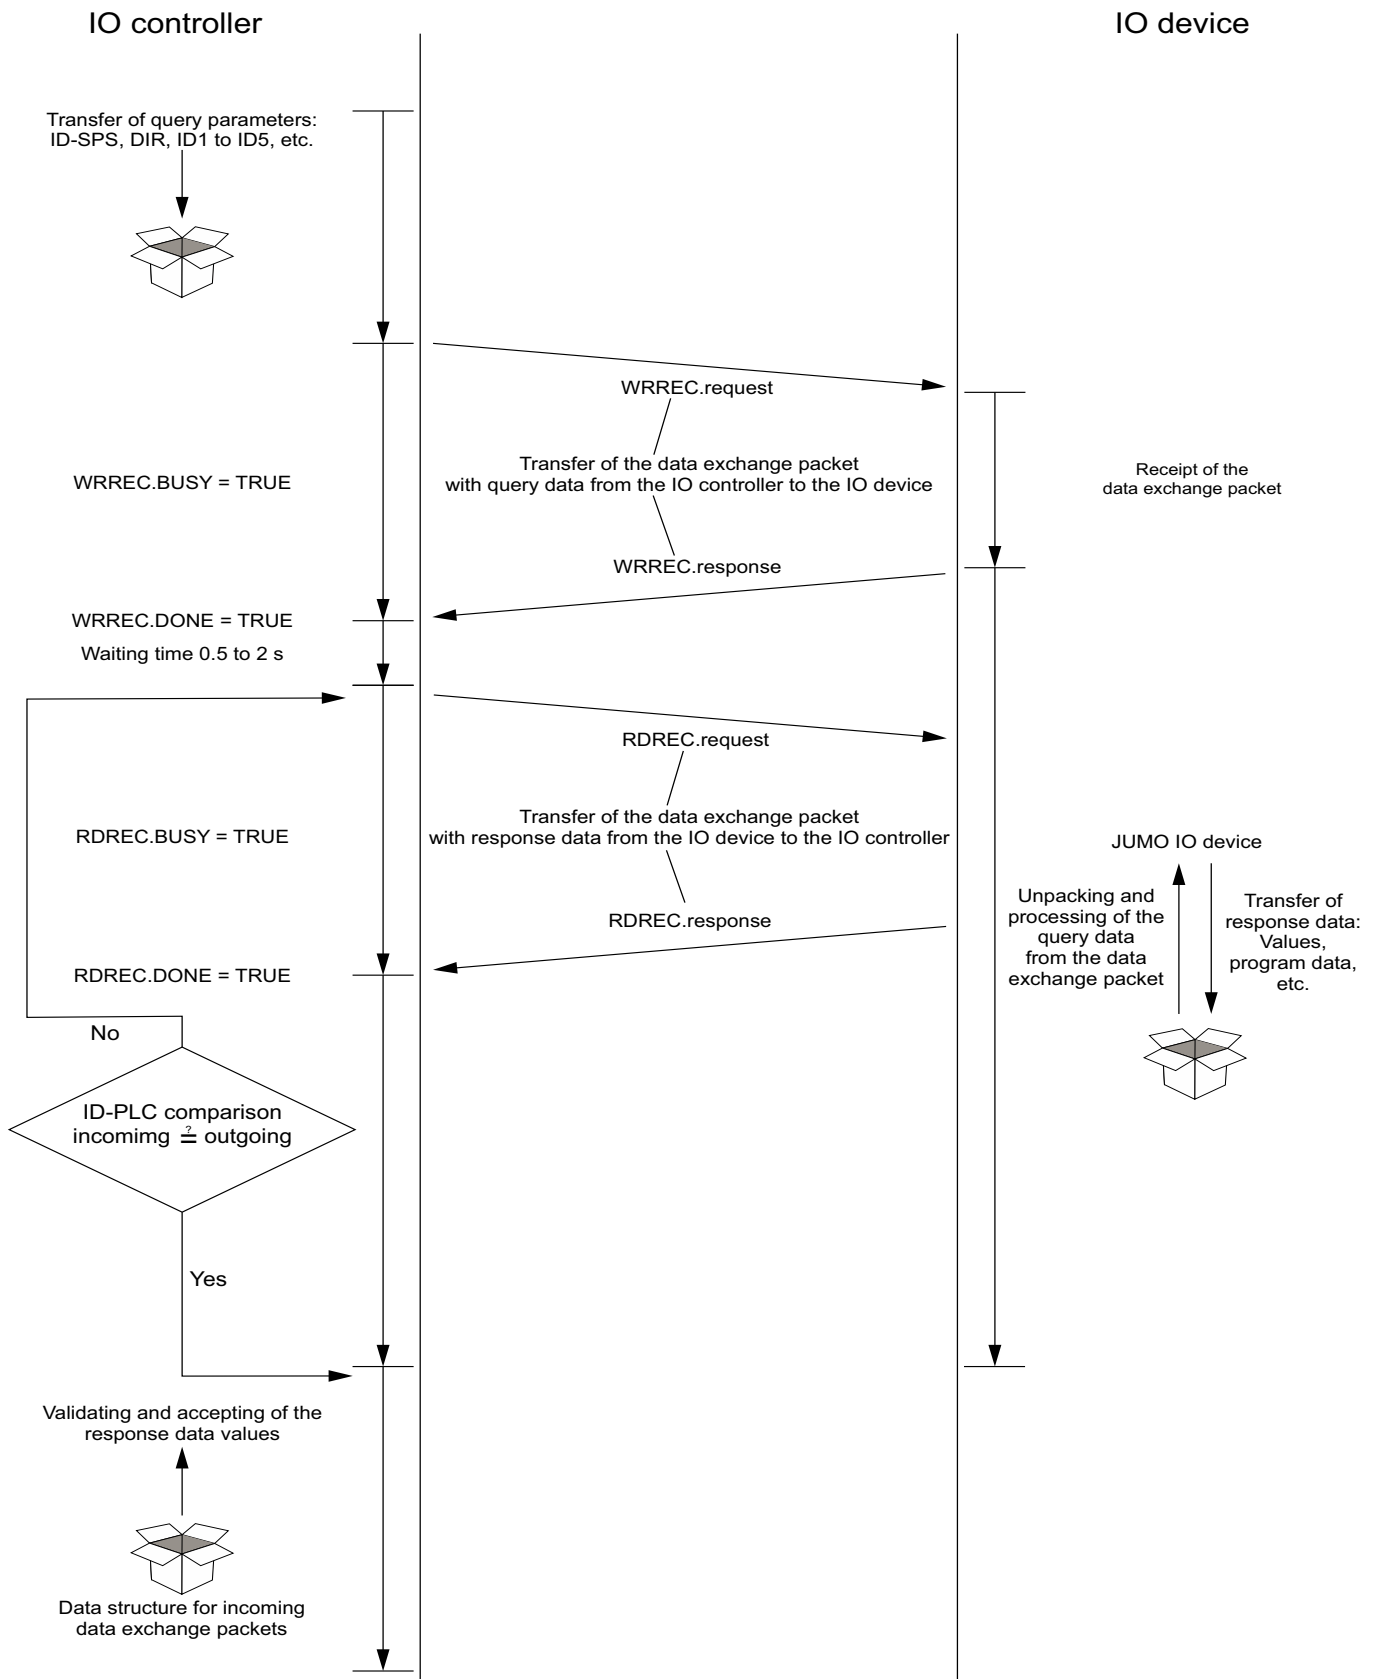 IO controller
IO device
Transfer of query parameters:
ID-SPS, DIR, ID1 to ID5, etc.
WRREC.request
WRREC.BUSY = TRUE
Transfer of the data exchange packet
with query data from the IO controller to the IO device
Receipt of the
data exchange packet
WRREC.response
WRREC.DONE = TRUE
Waiting time 0.5 to 2 s
RDREC.request
RDREC.BUSY = TRUE
Transfer of the data exchange packet
with response data from the IO device to the IO controller
RDREC.response
RDREC.DONE = TRUE
JUMO IO device
Unpacking and
processing of the
query data
from the data
exchange packet
Transfer of
response data:
Values,
program data,
etc.
No
ID-PLC comparison
incomimg ≟ outgoing
Yes
Validating and accepting of the
response data values
Data structure for incoming
data exchange packets